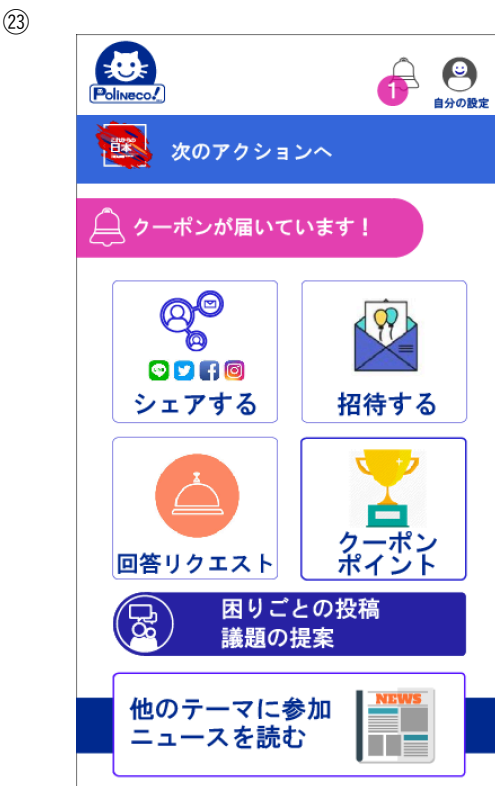 ㉓
POLINECO!
1
自分の設定
日本
次のアクションへ
クーポンが届いています！
シェアする
招待する
回答リクエスト
クーポン
ポイント
困りごとの投稿
議題の提案
他のテーマに参加
ニュースを読む
NEWS